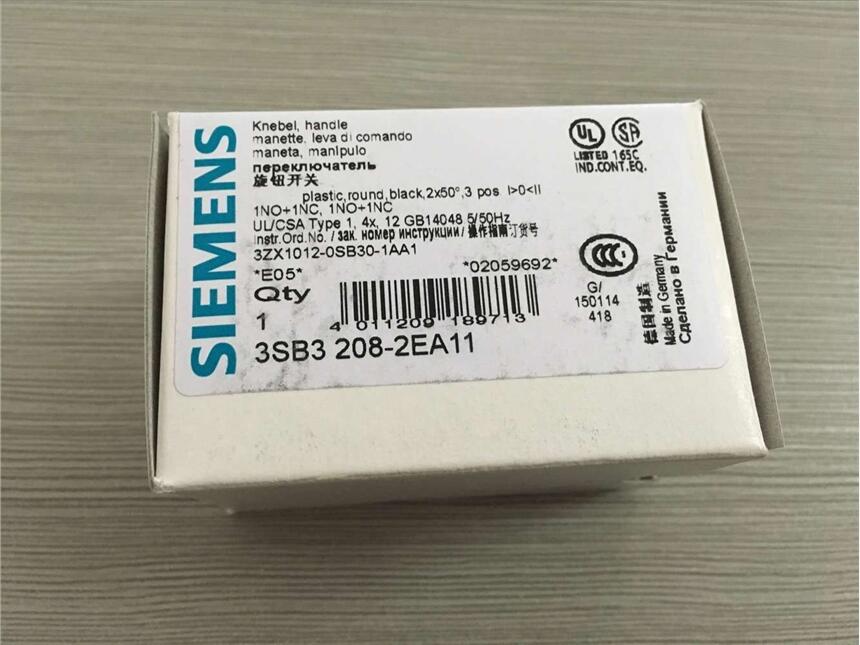 SIEMENS
Knebel, handle
manette, leva di comando
maneta, manipulo
переключатель
旋钮开关
plastic,round,black,2x50°,3 pos. I>0<II
1NO+1NC, 1NO+1NC
UL/CSA Type 1, 4x, 12 GB14048 5/50Hz
Instr.Ord.No. / зак. номер инструкции / 操作指南订货号
3ZX1012-0SB30-1AA1
*E05*
*02059692*
Qty
1
4 011209 189713
3SB3 208-2EA11
UL
SA
LISTED 165C
IND.CONT.EQ.
CCC
G/
150114
418
德国制造
Made in Germany
Сделано в Германии